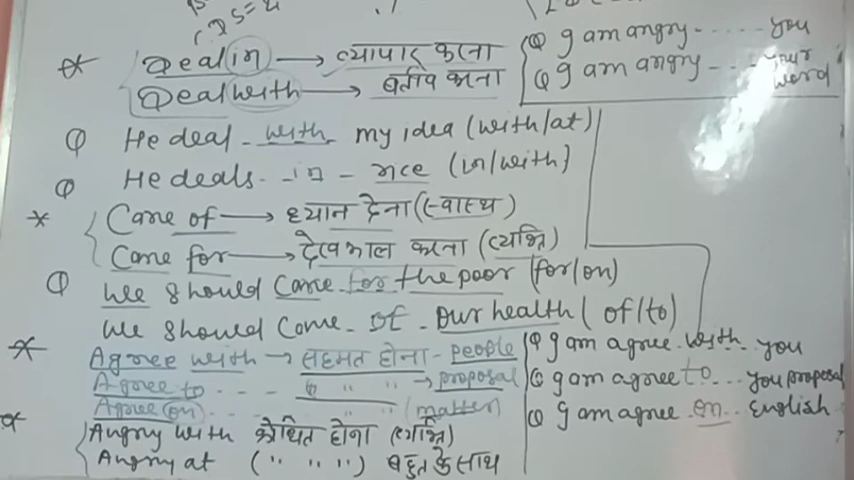 Deal in → व्यापार करना
Deal with → बर्ताव करना
Q He deal - with - my idea (with/at)
Q He deals - in - rice (in/with)
* Care of → ध्यान देना (स्वास्थ)
Care for → देखभाल करना (व्यक्ति)
Q We should Care for the poor (for/on)
We should Come - of - our health (of/to)
* Agree with → सहमत होना - people
Agree to - - - " " " → proposal
Agree on - - - " " / matter
* Angry with क्रोधित होना (व्यक्ति)
Angry at ( " " " ) के साथ
Q I am angry - - - - - you
Q I am angry - - - your word
Q I am agree - with - you
Q I am agree to - - - you proposal
Q I am agree - on - - English